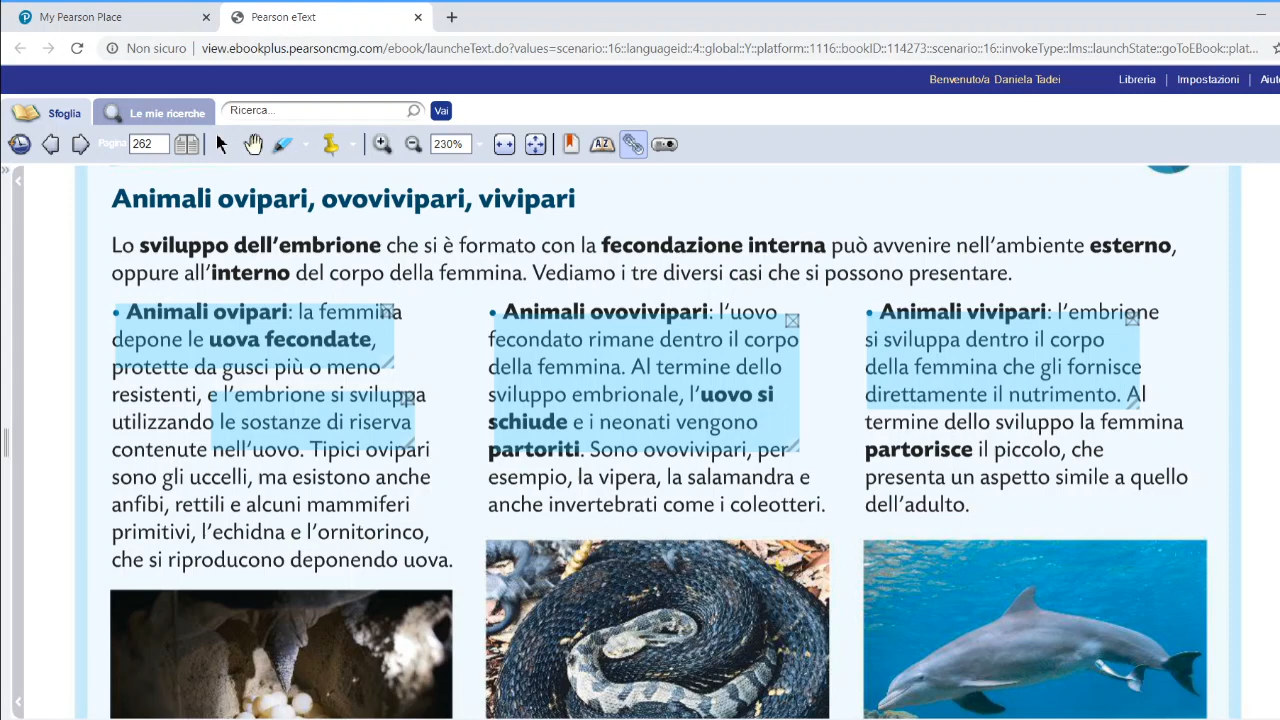 My Pearson Place
Pearson eText
Non sicuro
view.ebookplus.pearsoncmg.com/ebook/launcheText.do?values=scenario::16::languageid::4::global::Y::platform::1116::bookID::114273::scenario::16::invokeType::lms::launchState::goToEBook::plat...
Benvenuto/a Daniela Tadei
Libreria | Impostazioni | Aiut
Sfoglia
Le mie ricerche
Ricerca...
Vai
Pagina 262
A Z
230%
Animali ovipari, ovovivipari, vivipari
Lo sviluppo dell'embrione che si è formato con la fecondazione interna può avvenire nell'ambiente esterno,
oppure all'interno del corpo della femmina. Vediamo i tre diversi casi che si possono presentare.
• Animali ovipari: la femmina
depone le uova fecondate,
protette da gusci più o meno
resistenti, e l'embrione si sviluppa
utilizzando le sostanze di riserva
contenute nell'uovo. Tipici ovipari
sono gli uccelli, ma esistono anche
anfibi, rettili e alcuni mammiferi
primitivi, l'echidna e l'ornitorinco,
che si riproducono deponendo uova.
• Animali ovovivipari: l'uovo
fecondato rimane dentro il corpo
della femmina. Al termine dello
sviluppo embrionale, l'uovo si
schiude e i neonati vengono
partoriti. Sono ovovivipari, per
esempio, la vipera, la salamandra e
anche invertebrati come i coleotteri.
• Animali vivipari: l'embrione
si sviluppa dentro il corpo
della femmina che gli fornisce
direttamente il nutrimento. Al
termine dello sviluppo la femmina
partorisce il piccolo, che
presenta un aspetto simile a quello
dell'adulto.